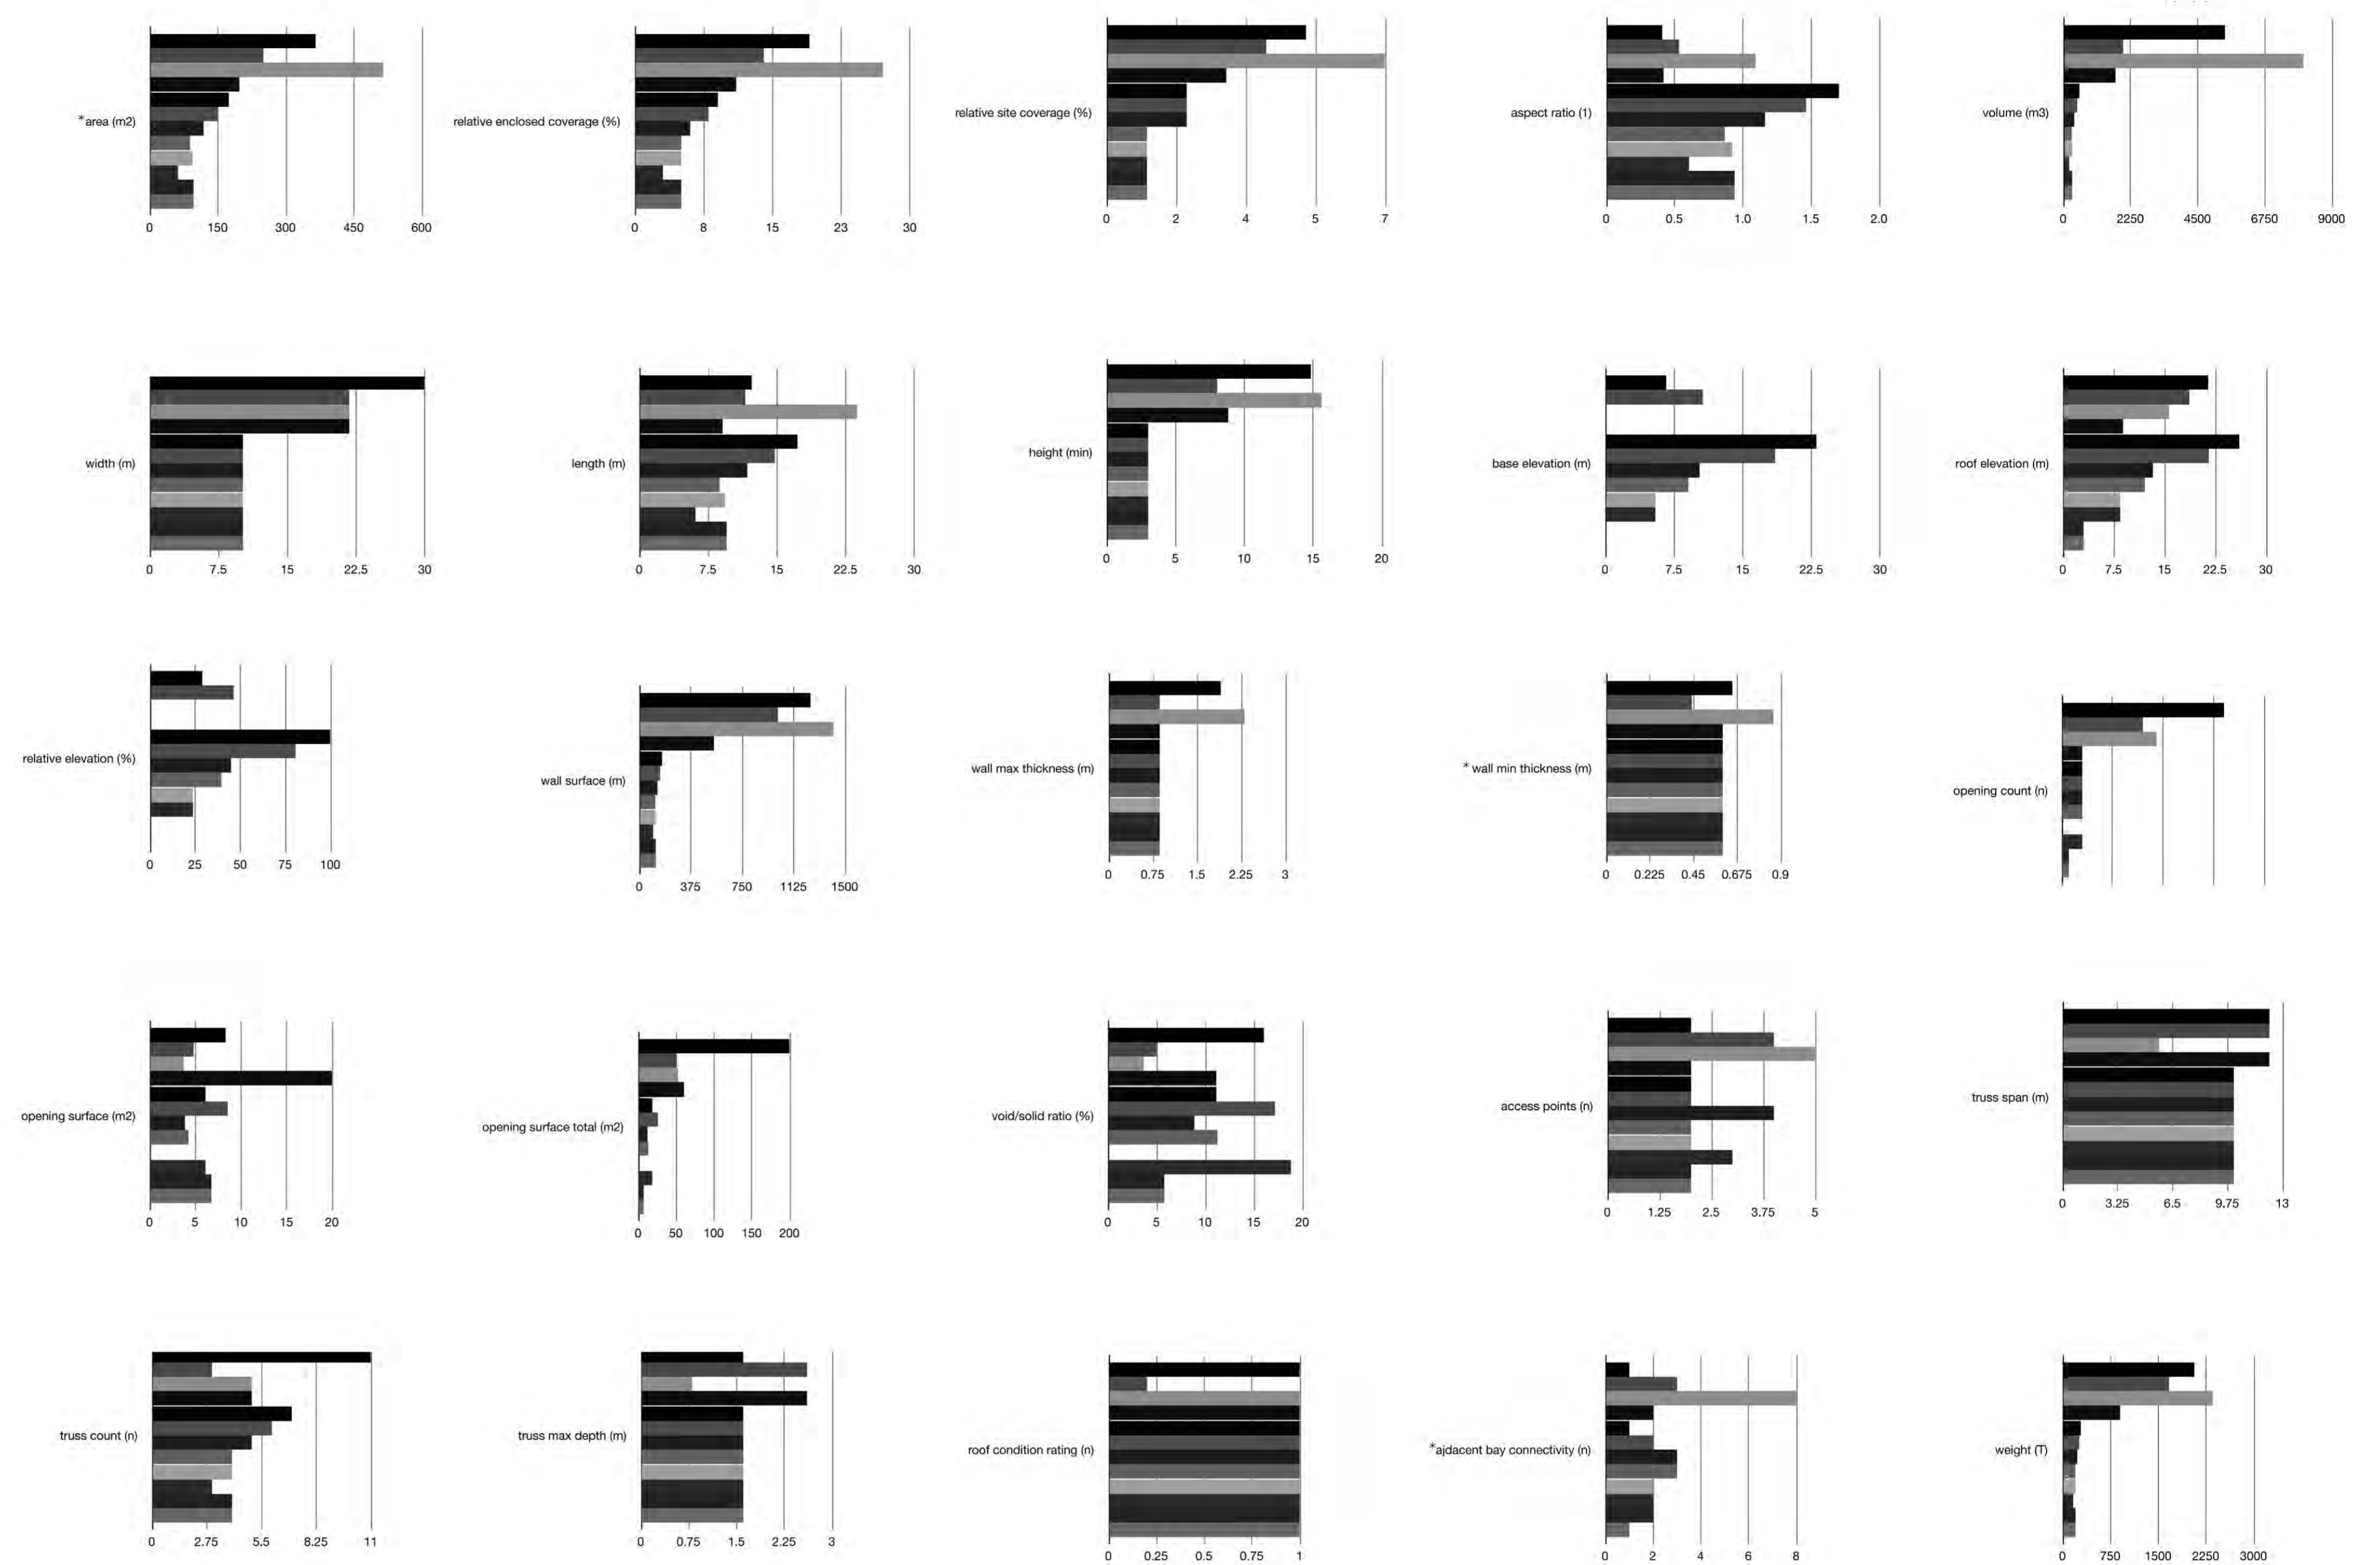 *area (m2)
0 150 300 450 600
relative enclosed coverage (%)
0 8 15 23 30
relative site coverage (%)
0 2 4 5 7
aspect ratio (1)
0 0.5 1.0 1.5 2.0
volume (m3)
0 2250 4500 6750 9000
width (m)
0 7.5 15 22.5 30
length (m)
0 7.5 15 22.5 30
height (min)
0 5 10 15 20
base elevation (m)
0 7.5 15 22.5 30
roof elevation (m)
0 7.5 15 22.5 30
relative elevation (%)
0 25 50 75 100
wall surface (m)
0 375 750 1125 1500
wall max thickness (m)
0 0.75 1.5 2.25 3
*wall min thickness (m)
0 0.225 0.45 0.675 0.9
opening count (n)
opening surface (m2)
0 5 10 15 20
opening surface total (m2)
0 50 100 150 200
void/solid ratio (%)
0 5 10 15 20
access points (n)
0 1.25 2.5 3.75 5
truss span (m)
0 3.25 6.5 9.75 13
truss count (n)
0 2.75 5.5 8.25 11
truss max depth (m)
0 0.75 1.5 2.25 3
roof condition rating (n)
0 0.25 0.5 0.75 1
*ajdacent bay connectivity (n)
0 2 4 6 8
weight (T)
0 750 1500 2250 3000